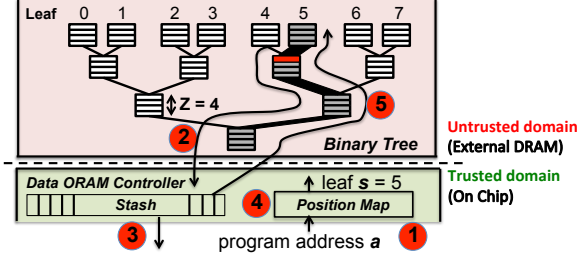 Leaf 0 1 2 3 4 5 6 7
Z = 4
5
2
Binary Tree
Untrusted domain
(External DRAM)
Trusted domain
(On Chip)
Data ORAM Controller
leaf s = 5
Stash
4
Position Map
3
program address a
1